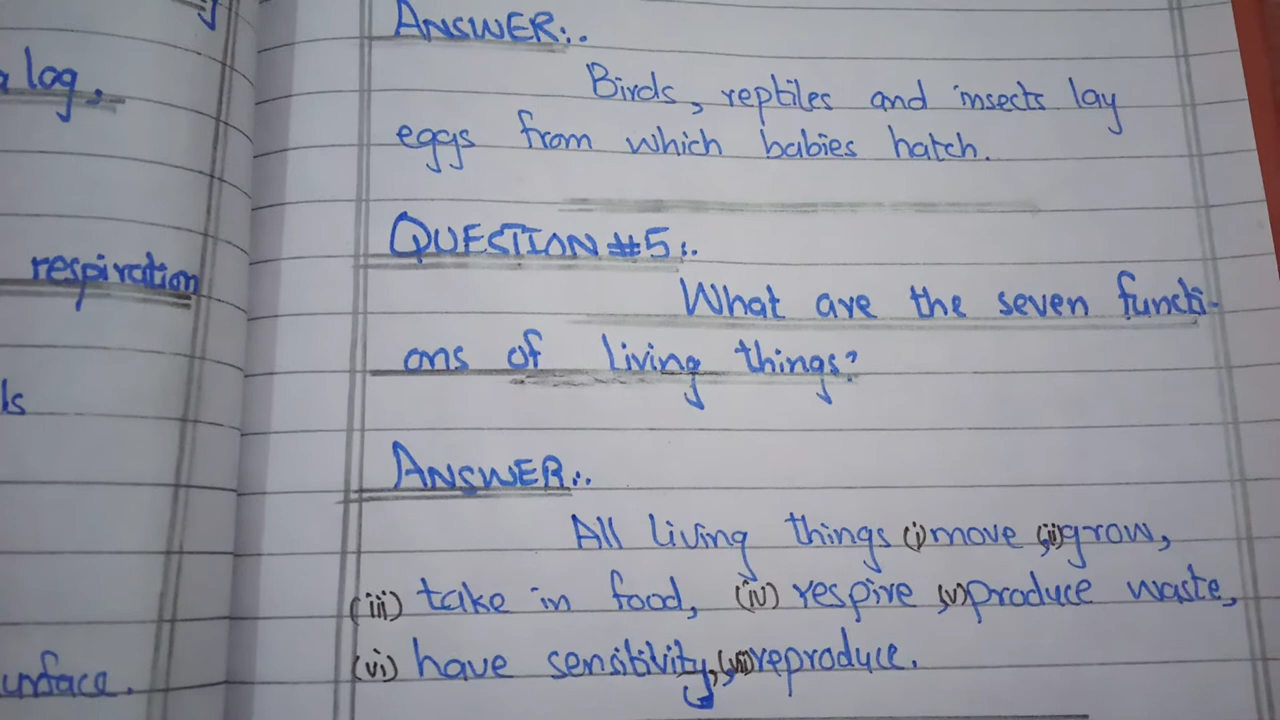 log,
respiration
ls
ANSWER:.
Birds, reptiles and insects lay
eggs from which babies hatch.
QUESTION #5:.
What are the seven functi-
ons of living things?
ANSWER:.
All living things (i) move (ii) grow,
(iii) take in food, (iv) respire (v) produce waste,
(vi) have sensitivity, (vii) reproduce.